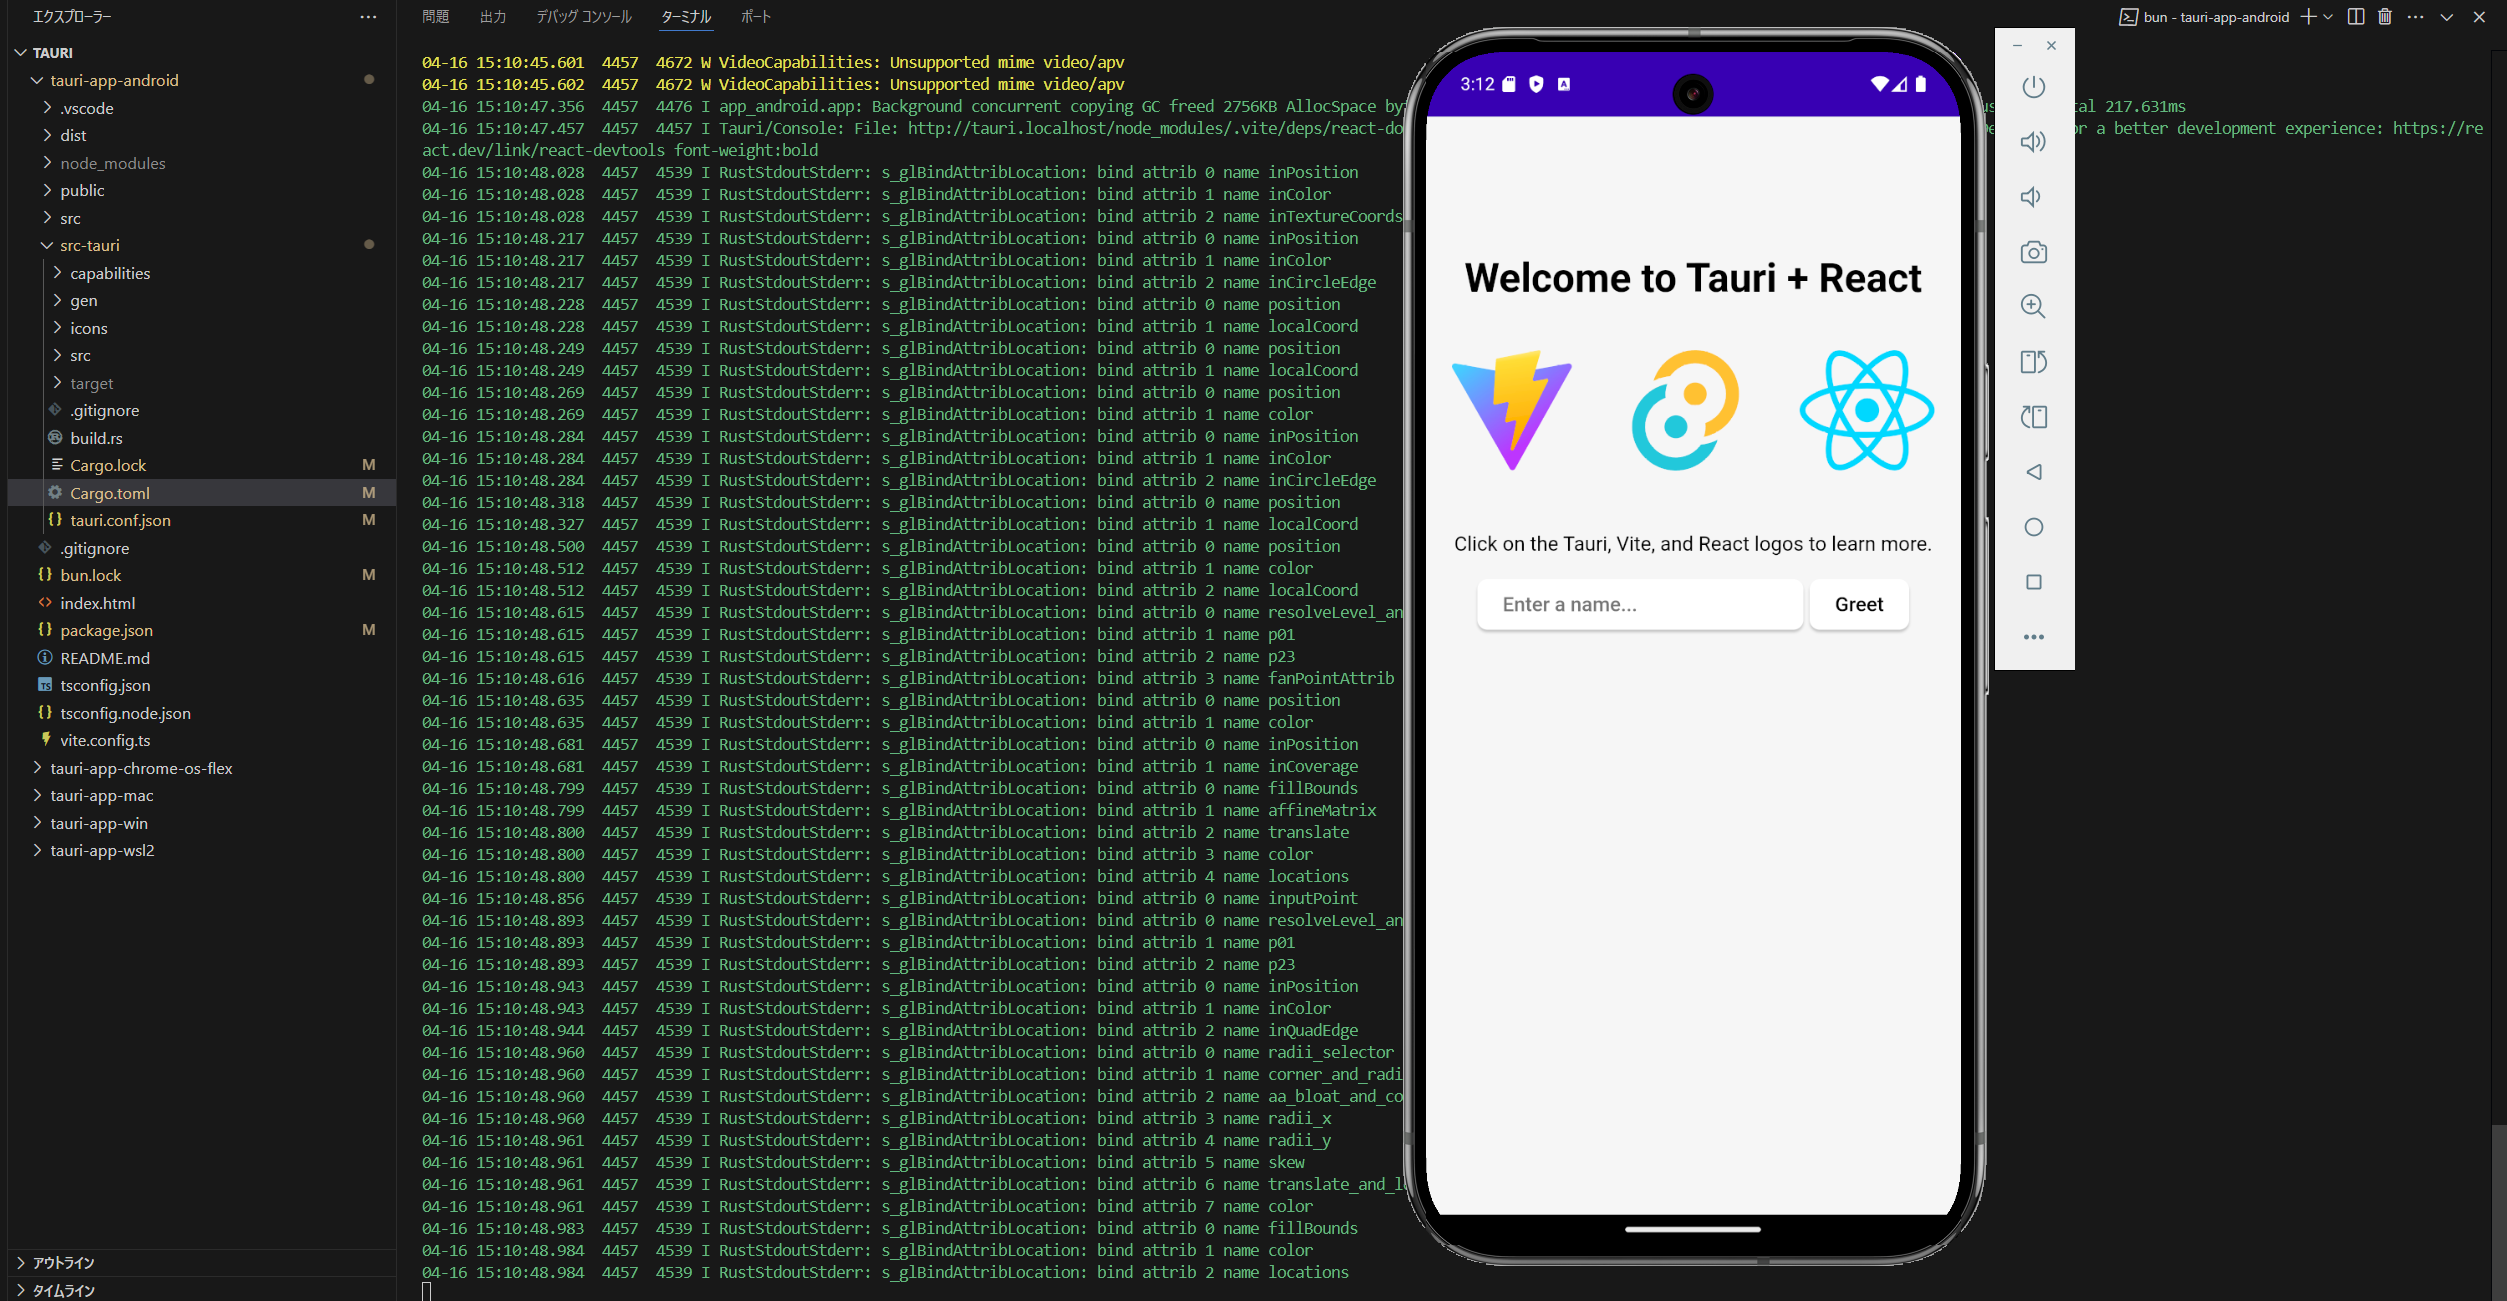 エクスプローラー
TAURI
tauri-app-android
.vscode
dist
node_modules
public
src
src-tauri
capabilities
gen
icons
src
target
.gitignore
build.rs
Cargo.lock M
Cargo.toml M
tauri.conf.json M
.gitignore
bun.lock M
index.html
package.json M
README.md
tsconfig.json
tsconfig.node.json
vite.config.ts
tauri-app-chrome-os-flex
tauri-app-mac
tauri-app-win
tauri-app-wsl2
アウトライン
タイムライン
問題 出力 デバッグ コンソール ターミナル ポート
bun - tauri-app-android
04-16 15:10:45.601 4457 4672 W VideoCapabilities: Unsupported mime video/apv
04-16 15:10:45.602 4457 4672 W VideoCapabilities: Unsupported mime video/apv
04-16 15:10:47.356 4457 4476 I app_android.app: Background concurrent copying GC freed 2756KB AllocSpace by tal 217.631ms
04-16 15:10:47.457 4457 4457 I Tauri/Console: File: http://tauri.localhost/node_modules/.vite/deps/react-do r a better development experience: https://re
act.dev/link/react-devtools font-weight:bold
04-16 15:10:48.028 4457 4539 I RustStdoutStderr: s_glBindAttribLocation: bind attrib 0 name inPosition
04-16 15:10:48.028 4457 4539 I RustStdoutStderr: s_glBindAttribLocation: bind attrib 1 name inColor
04-16 15:10:48.028 4457 4539 I RustStdoutStderr: s_glBindAttribLocation: bind attrib 2 name inTextureCoords
04-16 15:10:48.217 4457 4539 I RustStdoutStderr: s_glBindAttribLocation: bind attrib 0 name inPosition
04-16 15:10:48.217 4457 4539 I RustStdoutStderr: s_glBindAttribLocation: bind attrib 1 name inColor
04-16 15:10:48.217 4457 4539 I RustStdoutStderr: s_glBindAttribLocation: bind attrib 2 name inCircleEdge
04-16 15:10:48.228 4457 4539 I RustStdoutStderr: s_glBindAttribLocation: bind attrib 0 name position
04-16 15:10:48.228 4457 4539 I RustStdoutStderr: s_glBindAttribLocation: bind attrib 1 name localCoord
04-16 15:10:48.249 4457 4539 I RustStdoutStderr: s_glBindAttribLocation: bind attrib 0 name position
04-16 15:10:48.249 4457 4539 I RustStdoutStderr: s_glBindAttribLocation: bind attrib 1 name localCoord
04-16 15:10:48.269 4457 4539 I RustStdoutStderr: s_glBindAttribLocation: bind attrib 0 name position
04-16 15:10:48.269 4457 4539 I RustStdoutStderr: s_glBindAttribLocation: bind attrib 1 name color
04-16 15:10:48.284 4457 4539 I RustStdoutStderr: s_glBindAttribLocation: bind attrib 0 name inPosition
04-16 15:10:48.284 4457 4539 I RustStdoutStderr: s_glBindAttribLocation: bind attrib 1 name inColor
04-16 15:10:48.284 4457 4539 I RustStdoutStderr: s_glBindAttribLocation: bind attrib 2 name inCircleEdge
04-16 15:10:48.318 4457 4539 I RustStdoutStderr: s_glBindAttribLocation: bind attrib 0 name position
04-16 15:10:48.327 4457 4539 I RustStdoutStderr: s_glBindAttribLocation: bind attrib 1 name localCoord
04-16 15:10:48.500 4457 4539 I RustStdoutStderr: s_glBindAttribLocation: bind attrib 0 name position
04-16 15:10:48.512 4457 4539 I RustStdoutStderr: s_glBindAttribLocation: bind attrib 1 name color
04-16 15:10:48.512 4457 4539 I RustStdoutStderr: s_glBindAttribLocation: bind attrib 2 name localCoord
04-16 15:10:48.615 4457 4539 I RustStdoutStderr: s_glBindAttribLocation: bind attrib 0 name resolveLevel_an
04-16 15:10:48.615 4457 4539 I RustStdoutStderr: s_glBindAttribLocation: bind attrib 1 name p01
04-16 15:10:48.615 4457 4539 I RustStdoutStderr: s_glBindAttribLocation: bind attrib 2 name p23
04-16 15:10:48.616 4457 4539 I RustStdoutStderr: s_glBindAttribLocation: bind attrib 3 name fanPointAttrib
04-16 15:10:48.635 4457 4539 I RustStdoutStderr: s_glBindAttribLocation: bind attrib 0 name position
04-16 15:10:48.635 4457 4539 I RustStdoutStderr: s_glBindAttribLocation: bind attrib 1 name color
04-16 15:10:48.681 4457 4539 I RustStdoutStderr: s_glBindAttribLocation: bind attrib 0 name inPosition
04-16 15:10:48.681 4457 4539 I RustStdoutStderr: s_glBindAttribLocation: bind attrib 1 name inCoverage
04-16 15:10:48.799 4457 4539 I RustStdoutStderr: s_glBindAttribLocation: bind attrib 0 name fillBounds
04-16 15:10:48.799 4457 4539 I RustStdoutStderr: s_glBindAttribLocation: bind attrib 1 name affineMatrix
04-16 15:10:48.800 4457 4539 I RustStdoutStderr: s_glBindAttribLocation: bind attrib 2 name translate
04-16 15:10:48.800 4457 4539 I RustStdoutStderr: s_glBindAttribLocation: bind attrib 3 name color
04-16 15:10:48.800 4457 4539 I RustStdoutStderr: s_glBindAttribLocation: bind attrib 4 name locations
04-16 15:10:48.856 4457 4539 I RustStdoutStderr: s_glBindAttribLocation: bind attrib 0 name inputPoint
04-16 15:10:48.893 4457 4539 I RustStdoutStderr: s_glBindAttribLocation: bind attrib 0 name resolveLevel_an
04-16 15:10:48.893 4457 4539 I RustStdoutStderr: s_glBindAttribLocation: bind attrib 1 name p01
04-16 15:10:48.893 4457 4539 I RustStdoutStderr: s_glBindAttribLocation: bind attrib 2 name p23
04-16 15:10:48.943 4457 4539 I RustStdoutStderr: s_glBindAttribLocation: bind attrib 0 name inPosition
04-16 15:10:48.943 4457 4539 I RustStdoutStderr: s_glBindAttribLocation: bind attrib 1 name inColor
04-16 15:10:48.944 4457 4539 I RustStdoutStderr: s_glBindAttribLocation: bind attrib 2 name inQuadEdge
04-16 15:10:48.960 4457 4539 I RustStdoutStderr: s_glBindAttribLocation: bind attrib 0 name radii_selector
04-16 15:10:48.960 4457 4539 I RustStdoutStderr: s_glBindAttribLocation: bind attrib 1 name corner_and_radi
04-16 15:10:48.960 4457 4539 I RustStdoutStderr: s_glBindAttribLocation: bind attrib 2 name aa_bloat_and_co
04-16 15:10:48.960 4457 4539 I RustStdoutStderr: s_glBindAttribLocation: bind attrib 3 name radii_x
04-16 15:10:48.961 4457 4539 I RustStdoutStderr: s_glBindAttribLocation: bind attrib 4 name radii_y
04-16 15:10:48.961 4457 4539 I RustStdoutStderr: s_glBindAttribLocation: bind attrib 5 name skew
04-16 15:10:48.961 4457 4539 I RustStdoutStderr: s_glBindAttribLocation: bind attrib 6 name translate_and_l
04-16 15:10:48.961 4457 4539 I RustStdoutStderr: s_glBindAttribLocation: bind attrib 7 name color
04-16 15:10:48.983 4457 4539 I RustStdoutStderr: s_glBindAttribLocation: bind attrib 0 name fillBounds
04-16 15:10:48.984 4457 4539 I RustStdoutStderr: s_glBindAttribLocation: bind attrib 1 name color
04-16 15:10:48.984 4457 4539 I RustStdoutStderr: s_glBindAttribLocation: bind attrib 2 name locations
3:12
Welcome to Tauri + React
Click on the Tauri, Vite, and React logos to learn more.
Enter a name... Greet